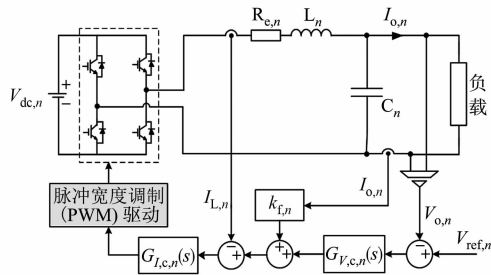 R_{e,n}
L_n
I_{o,n}
V_{dc,n}
+
−
C_n
负载
脉冲宽度调制
(PWM) 驱动
I_{L,n}
k_{f,n}
I_{o,n}
V_{o,n}
V_{ref,n}
G_{I,c,n}(s)
−
+
+
+
G_{V,c,n}(s)
−
+